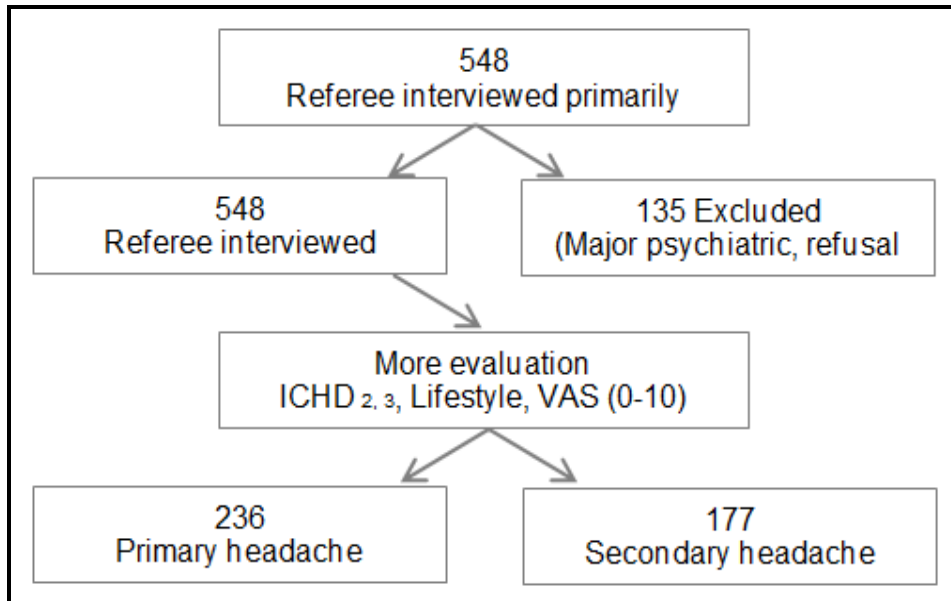 548
Referee interviewed primarily
548
Referee interviewed
135 Excluded
(Major psychiatric, refusal
More evaluation
ICHD 2, 3, Lifestyle, VAS (0-10)
236
Primary headache
177
Secondary headache